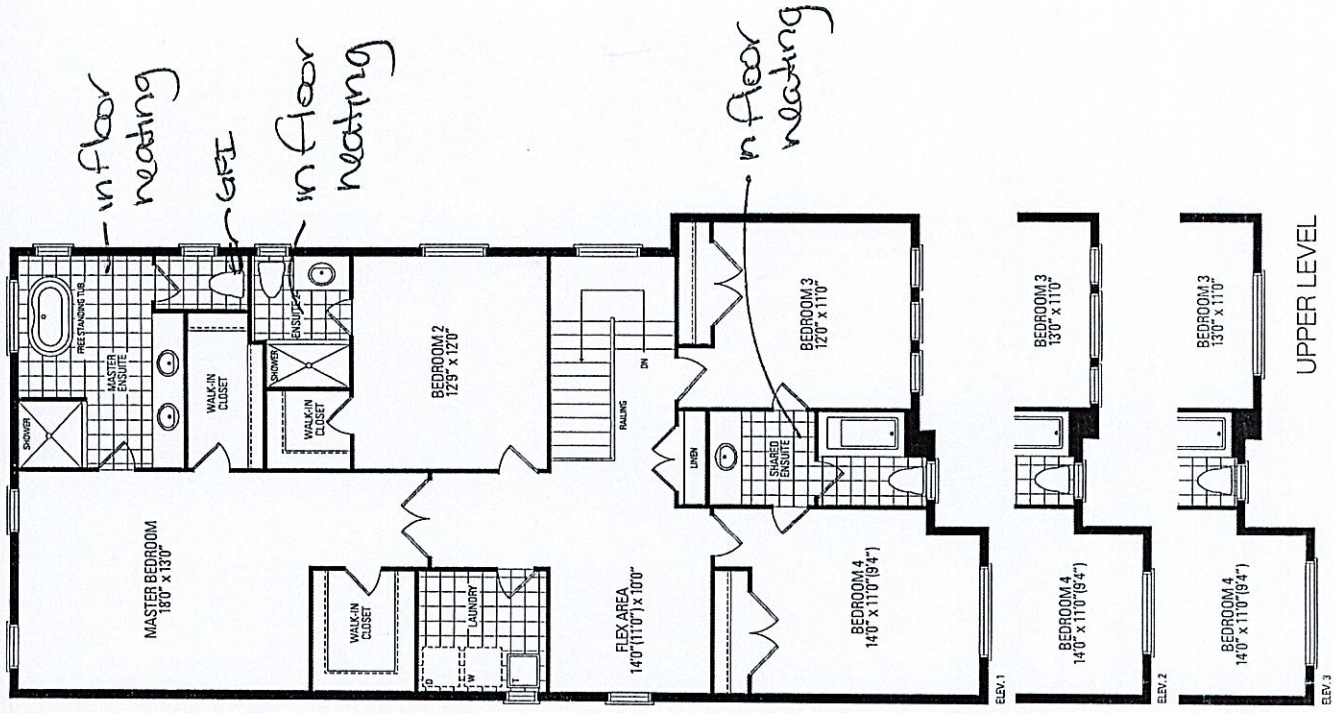 in floor
heating
GFI
in floor
heating
in floor
heating
FREE STANDING TUB
SHOWER
MASTER
ENSUITE
WALK-IN
CLOSET
ENSUITE 2
SHOWER
WALK-IN
CLOSET
MASTER BEDROOM
18'0" x 13'0"
BEDROOM 2
12'9" x 12'0"
WALK-IN
CLOSET
LAUNDRY
D
W
T
DN
RAILING
LINEN
FLEX AREA
14'0"(11'0") x 10'0"
SHARED
ENSUITE
BEDROOM 3
12'0" x 11'0"
BEDROOM 4
14'0" x 11'0"(9'4")
ELEV. 1
BEDROOM 3
13'0" x 11'0"
BEDROOM 4
14'0" x 11'0"(9'4")
ELEV. 2
BEDROOM 3
13'0" x 11'0"
BEDROOM 4
14'0" x 11'0"(9'4")
ELEV. 3
UPPER LEVEL